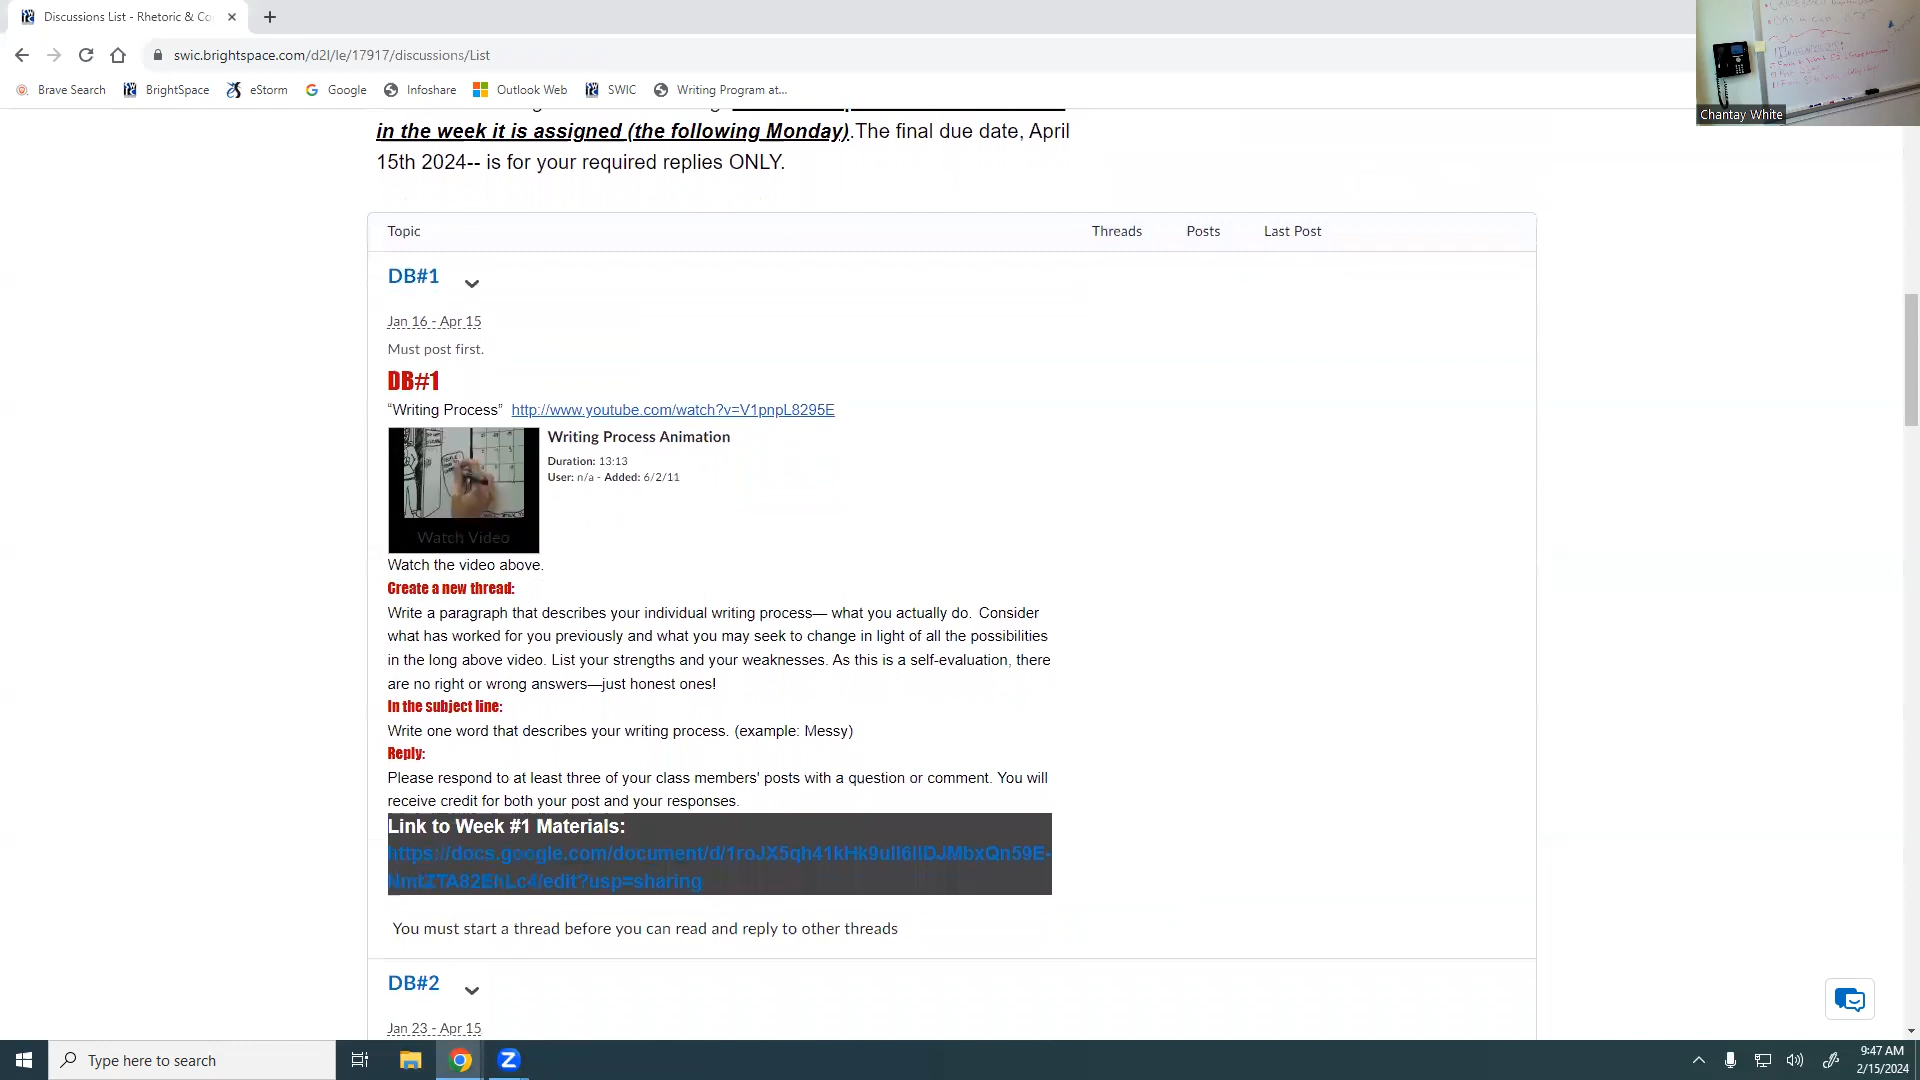 Discussions List - Rhetoric & Co
swic.brightspace.com/d2l/le/17917/discussions/List
Brave Search
BrightSpace
eStorm
Google
Infoshare
Outlook Web
SWIC
Writing Program at...
Chantay White
in the week it is assigned (the following Monday).The final due date, April
15th 2024-- is for your required replies ONLY.
Topic
Threads
Posts
Last Post
DB#1
Jan 16 - Apr 15
Must post first.
DB#1
“Writing Process” http://www.youtube.com/watch?v=V1pnpL8295E
Writing Process Animation
Duration: 13:13
User: n/a - Added: 6/2/11
Watch Video
Watch the video above.
Create a new thread:
Write a paragraph that describes your individual writing process— what you actually do. Consider
what has worked for you previously and what you may seek to change in light of all the possibilities
in the long above video. List your strengths and your weaknesses. As this is a self-evaluation, there
are no right or wrong answers—just honest ones!
In the subject line:
Write one word that describes your writing process. (example: Messy)
Reply:
Please respond to at least three of your class members' posts with a question or comment. You will
receive credit for both your post and your responses.
Link to Week #1 Materials:
You must start a thread before you can read and reply to other threads
DB#2
Jan 23 - Apr 15
Type here to search
9:47 AM
2/15/2024